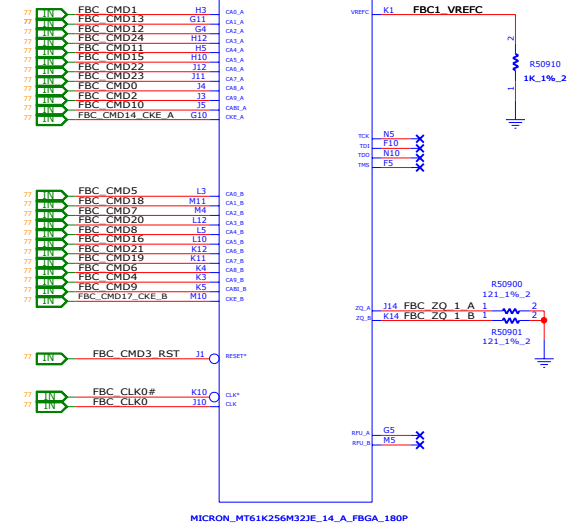 77 IN FBC_CMD1 H3 CA0_A
77 IN FBC_CMD13 G11 CA1_A
77 IN FBC_CMD12 G4 CA2_A
77 IN FBC_CMD24 H12 CA3_A
77 IN FBC_CMD11 H5 CA4_A
77 IN FBC_CMD15 H10 CA5_A
77 IN FBC_CMD22 J12 CA6_A
77 IN FBC_CMD23 J11 CA7_A
77 IN FBC_CMD0 J4 CA8_A
77 IN FBC_CMD2 J3 CA9_A
77 IN FBC_CMD10 J5 CABI_A
77 IN FBC_CMD14_CKE_A G10 CKE_A
VREFC K1 FBC1_VREFC
2
R50910
1K_1%_2
1
TCK N5
TDI F10
TDO N10
TMS F5
77 IN FBC_CMD5 L3 CA0_B
77 IN FBC_CMD18 M11 CA1_B
77 IN FBC_CMD7 M4 CA2_B
77 IN FBC_CMD20 L12 CA3_B
77 IN FBC_CMD8 L5 CA4_B
77 IN FBC_CMD16 L10 CA5_B
77 IN FBC_CMD21 K12 CA6_B
77 IN FBC_CMD19 K11 CA7_B
77 IN FBC_CMD6 K4 CA8_B
77 IN FBC_CMD4 K3 CA9_B
77 IN FBC_CMD9 K5 CABI_B
77 IN FBC_CMD17_CKE_B M10 CKE_B
R50900
121_1%_2
ZQ_A J14 FBC_ZQ_1_A 1 2
ZQ_B K14 FBC_ZQ_1_B 1 2
R50901
121_1%_2
77 IN FBC_CMD3_RST J1 RESET*
77 IN FBC_CLK0# K10 CLK*
77 IN FBC_CLK0 J10 CLK
RFU_A G5
RFU_B M5
MICRON_MT61K256M32JE_14_A_FBGA_180P